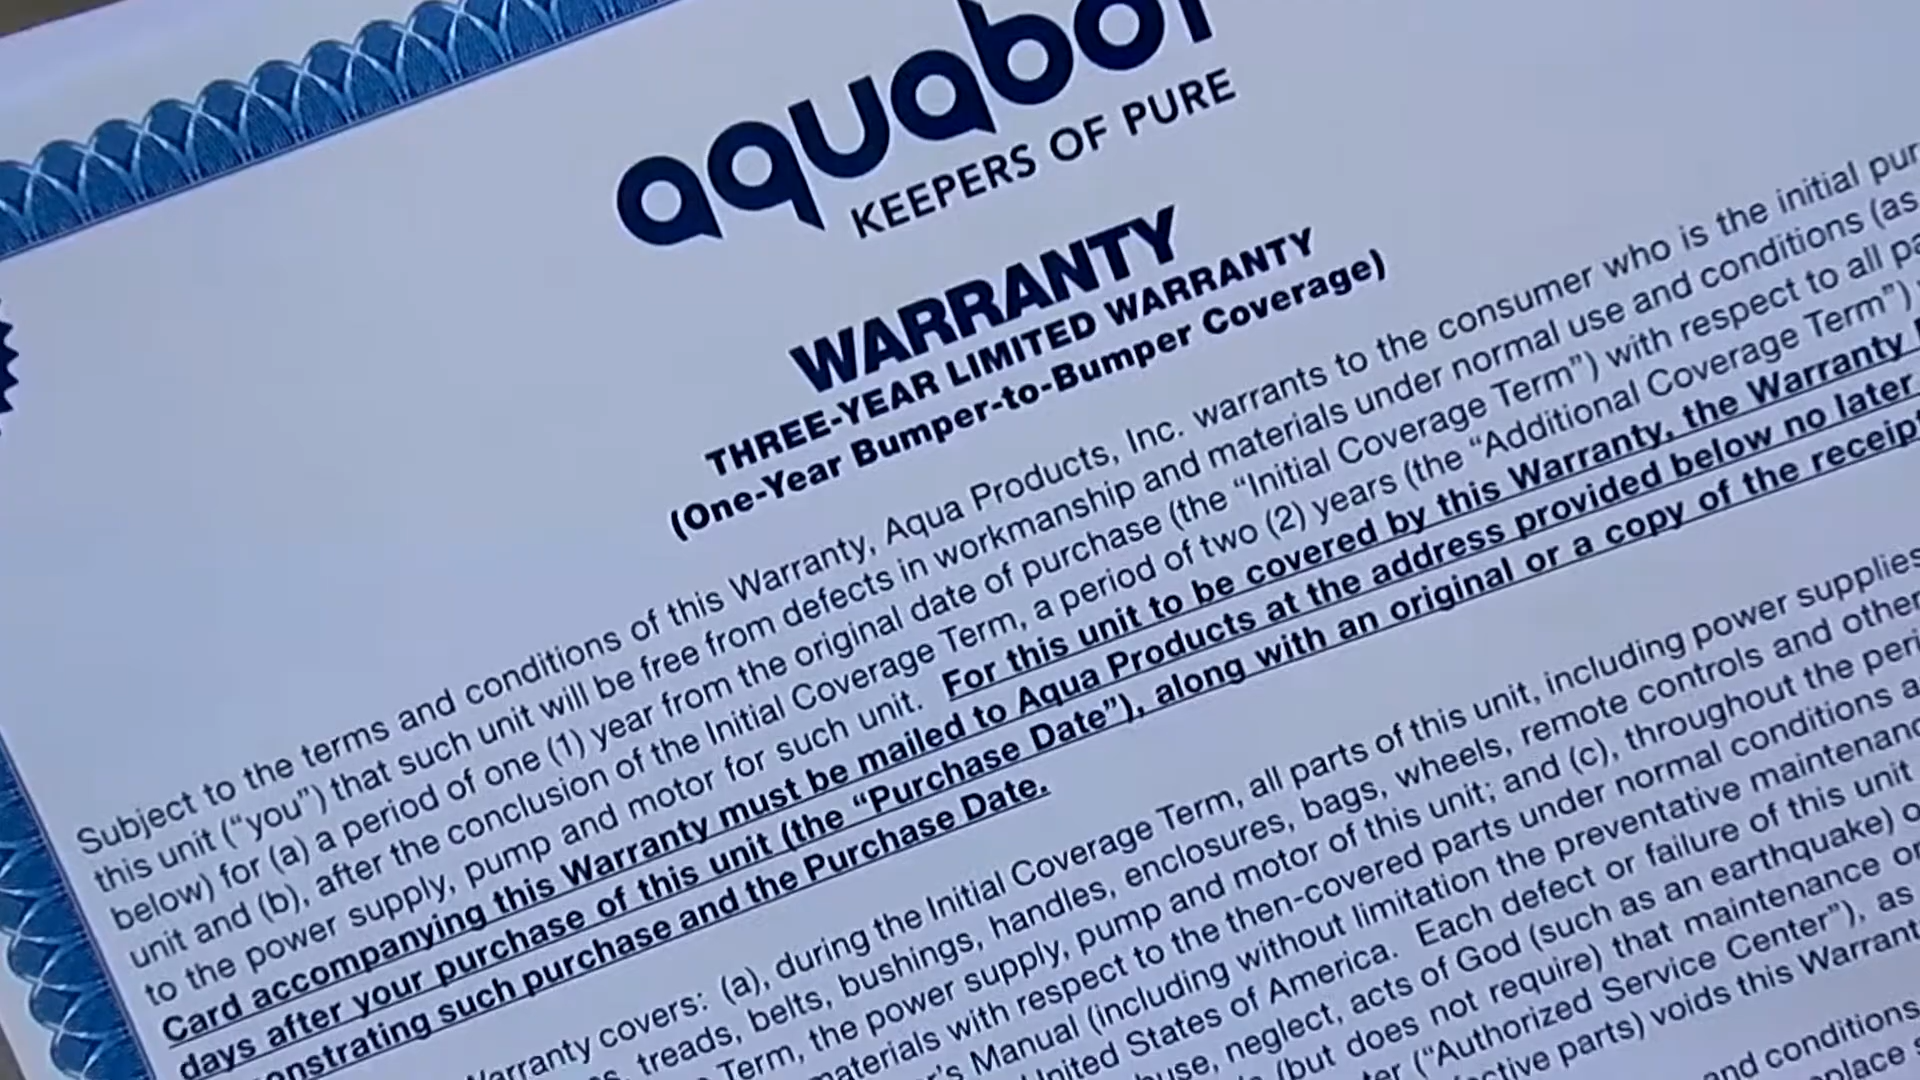 aquabot
KEEPERS OF PURE
WARRANTY
THREE-YEAR LIMITED WARRANTY
(One-Year Bumper-to-Bumper Coverage)
Subject to the terms and conditions of this Warranty, Aqua Products, Inc. warrants to the consumer who is the initial
this unit (“you”) that such unit will be free from defects in workmanship and materials under normal use and conditions (as
below) for (a) a period of one (1) year from the original date of purchase (the “Initial Coverage Term”) with respect to all
unit and (b), after the conclusion of the Initial Coverage Term, a period of two (2) years (the “Additional Coverage Term”)
to the power supply, pump and motor for such unit. For this unit to be covered by this Warranty, the Warranty
Card accompanying this Warranty must be mailed to Aqua Products at the address provided below no later
days after your purchase of this unit (the “Purchase Date”), along with an original or a copy of the receipt
nstrating such purchase and the Purchase Date.
arranty covers: (a), during the Initial Coverage Term, all parts of this unit, including power supplies
treads, belts, bushings, handles, enclosures, bags, wheels, remote controls and other
Term, the power supply, pump and motor of this unit; and (c), throughout the
materials with respect to the then-covered parts under normal conditions
's Manual (including without limitation the preventative
United States of America. Each defect or failure of this unit
neglect, acts of God (such as an earthquake)
(but does not require) that maintenance or
(“Authorized Service Center”), as
parts) voids this
and conditions